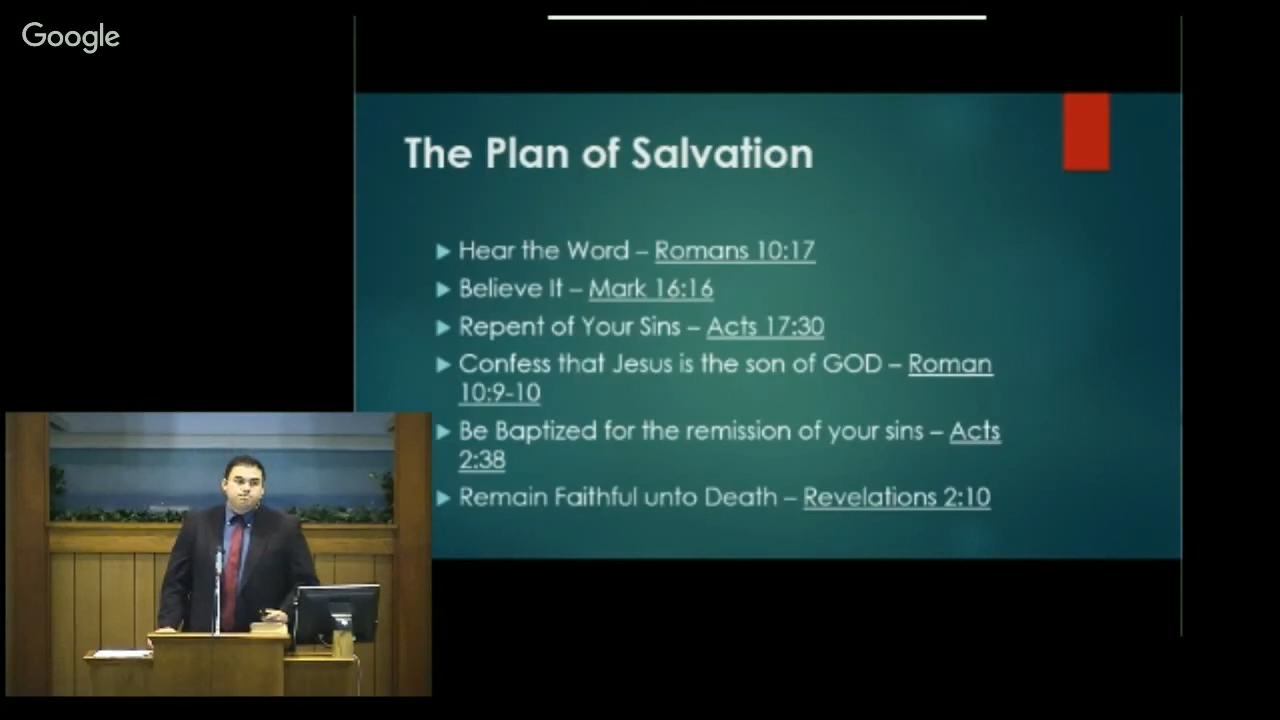 Google
The Plan of Salvation
Hear the Word – Romans 10:17
Believe It – Mark 16:16
Repent of Your Sins – Acts 17:30
Confess that Jesus is the son of GOD – Roman
10:9-10
Be Baptized for the remission of your sins – Acts
2:38
Remain Faithful unto Death – Revelations 2:10